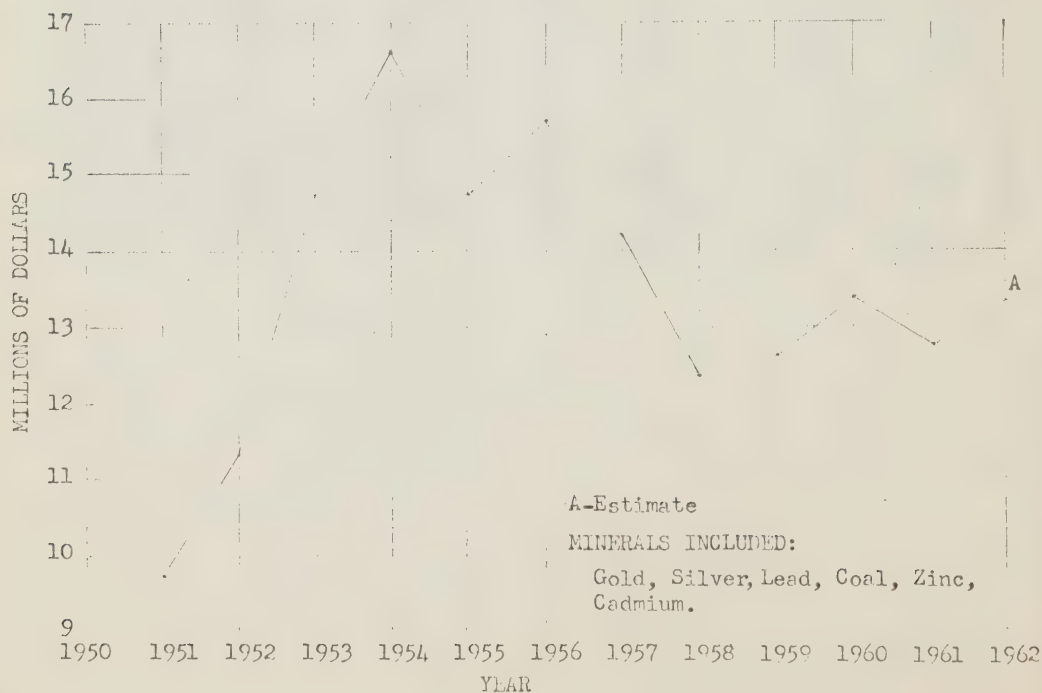 17
16
15
14
13
12
11
10
9
MILLIONS OF DOLLARS
A
A-Estimate
MINERALS INCLUDED:
Gold, Silver, Lead, Coal, Zinc,
Cadmium.
1950 1951 1952 1953 1954 1955 1956 1957 1958 1959 1960 1961 1962
YEAR